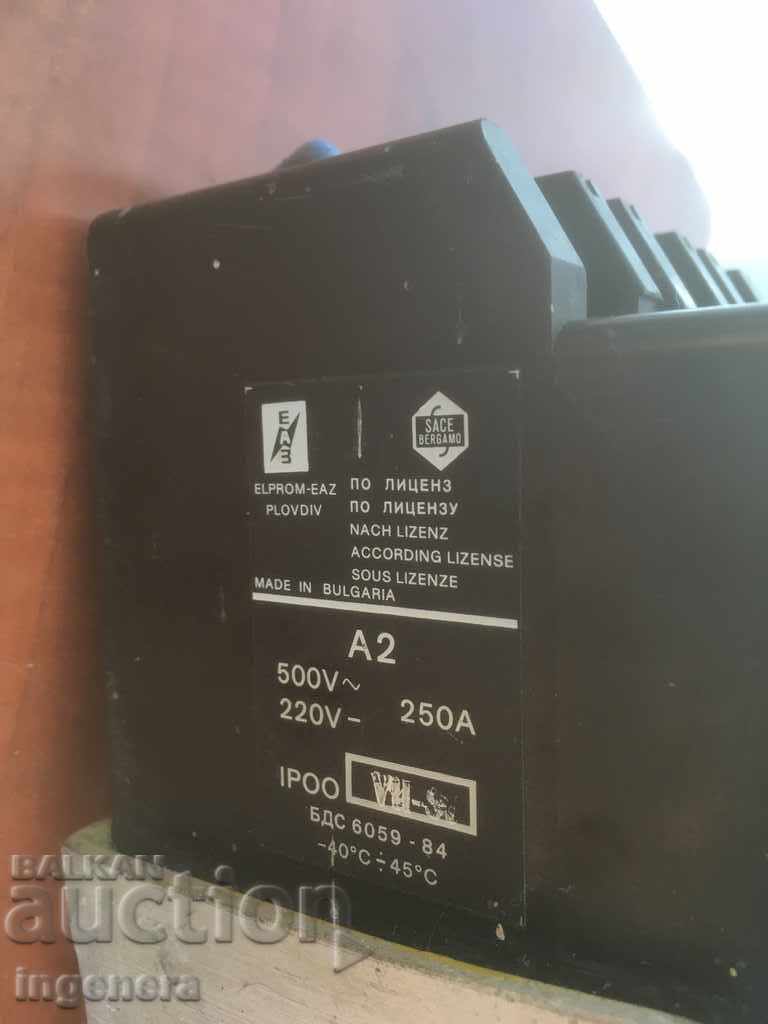 EAZ
SACE
BERGAMO
ELPROM-EAZ
PLOVDIV
ПО ЛИЦЕНЗ
ПО ЛИЦЕНЗУ
NACH LIZENZ
ACCORDING LIZENSE
SOUS LIZENZE
MADE IN BULGARIA
A2
500V~
220V- 250A
IPOO
БДС 6059-84
-40°C÷45°C
BALKAN
auction
ingenera